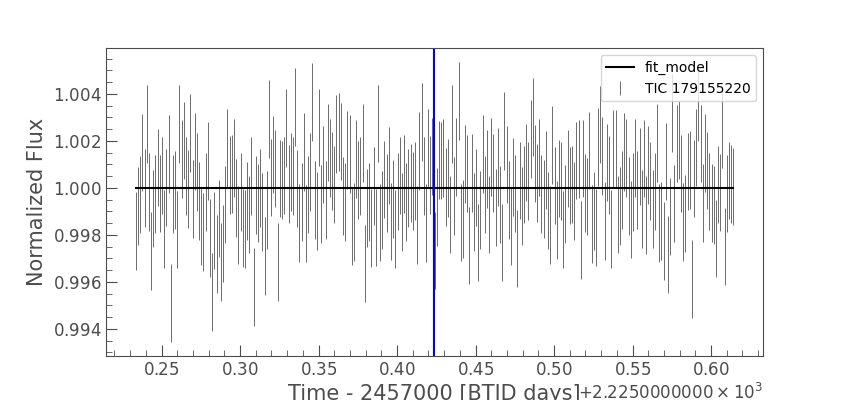 fit_model
TIC 179155220
Normalized Flux
1.004
1.002
1.000
0.998
0.996
0.994
0.25 0.30 0.35 0.40 0.45 0.50 0.55 0.60
Time - 2457000 [BTJD days]
+2.2250000000 × 10³